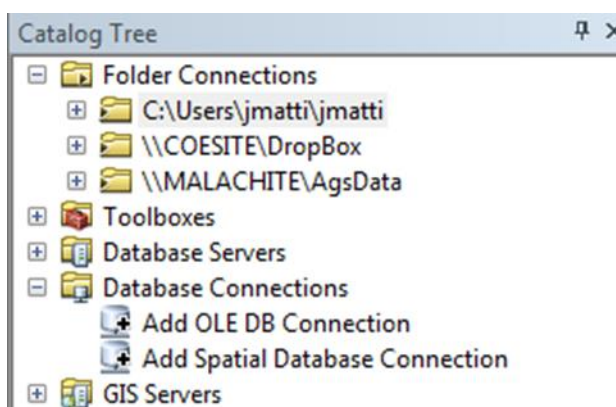 Catalog Tree
Folder Connections
C:\Users\jmatti\jmatti
\\COESITE\DropBox
\\MALACHITE\AgsData
Toolboxes
Database Servers
Database Connections
Add OLE DB Connection
Add Spatial Database Connection
GIS Servers